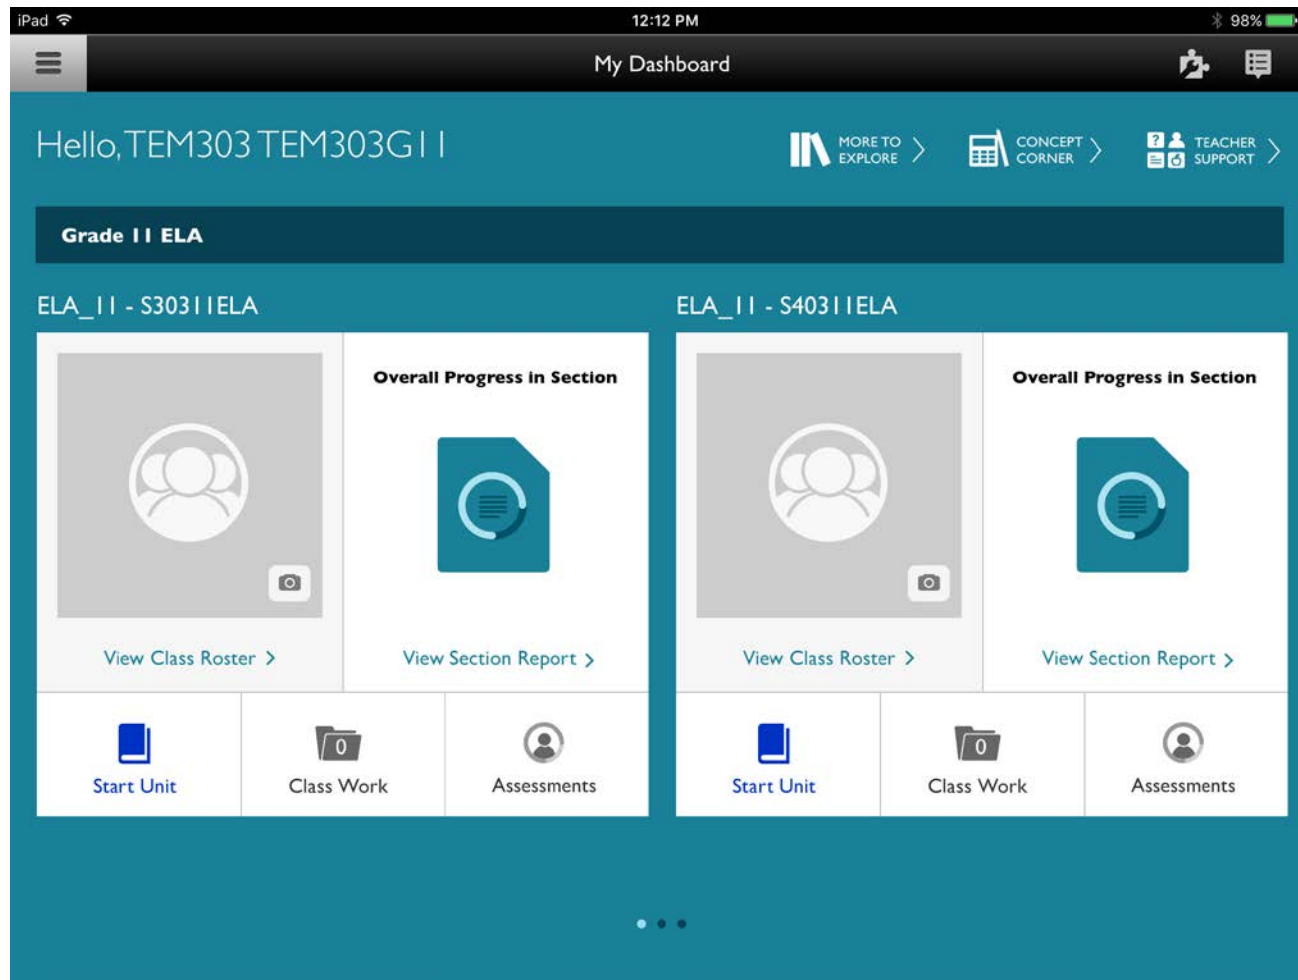 iPad 12:12 PM 98%
My Dashboard
Hello, TEM303 TEM303G11
MORE TO
EXPLORE
CONCEPT
CORNER
?
TEACHER
SUPPORT
Grade 11 ELA
ELA_11 - S30311ELA
Overall Progress in Section
View Class Roster >
View Section Report >
Start Unit
0
Class Work
Assessments
ELA_11 - S40311ELA
Overall Progress in Section
View Class Roster >
View Section Report >
Start Unit
0
Class Work
Assessments